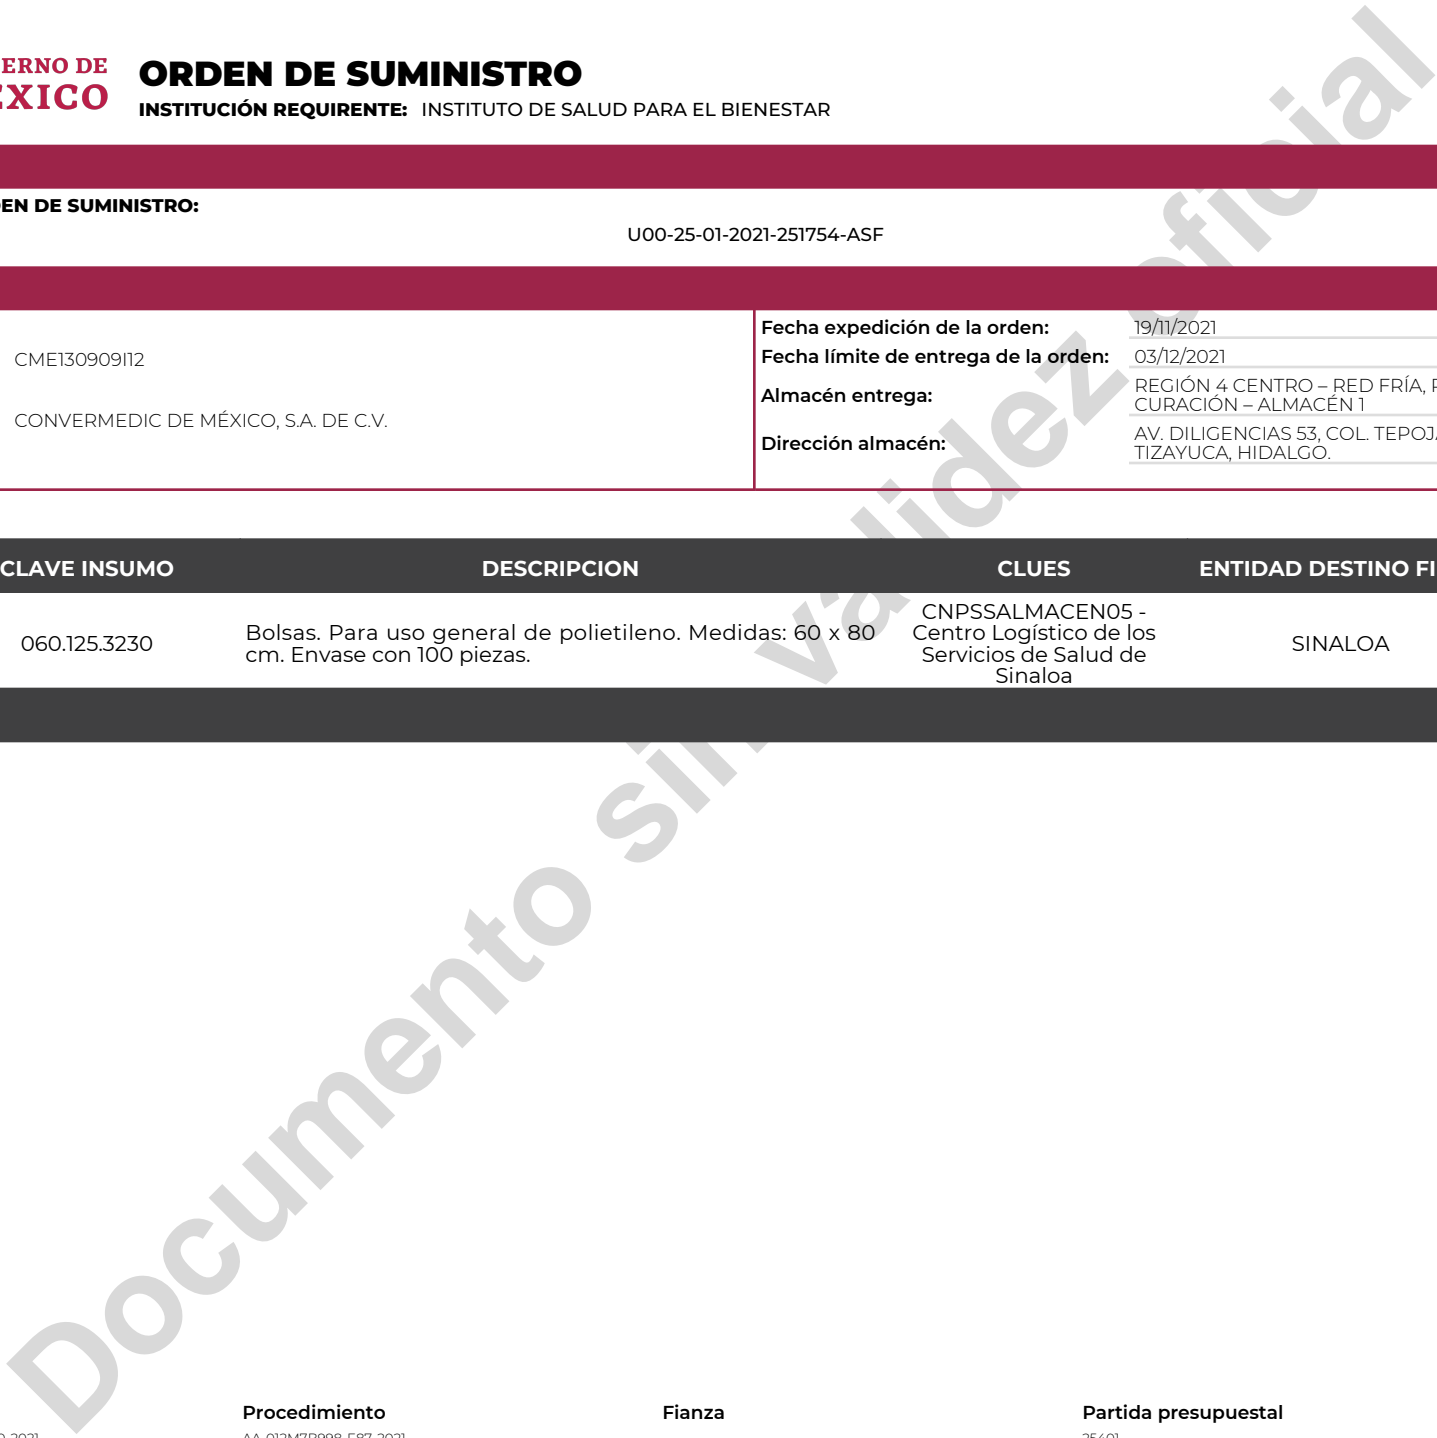 ERNO DE
ÉXICO
ORDEN DE SUMINISTRO
INSTITUCIÓN REQUIRENTE: INSTITUTO DE SALUD PARA EL BIENESTAR
EN DE SUMINISTRO:
U00-25-01-2021-251754-ASF
CME130909I12
CONVERMEDIC DE MÉXICO, S.A. DE C.V.
Fecha expedición de la orden: 19/11/2021
Fecha límite de entrega de la orden: 03/12/2021
Almacén entrega: REGIÓN 4 CENTRO – RED FRÍA,
CURACIÓN – ALMACÉN 1
Dirección almacén: AV. DILIGENCIAS 53, COL. TEPOJ
TIZAYUCA, HIDALGO.
CLAVE INSUMO DESCRIPCION CLUES ENTIDAD DESTINO FI
060.125.3230
Bolsas. Para uso general de polietileno. Medidas: 60 x 80
cm. Envase con 100 piezas.
CNPSSALMACEN05 -
Centro Logístico de los
Servicios de Salud de
Sinaloa
SINALOA
Documento sin validez oficial
Procedimiento Fianza Partida presupuestal